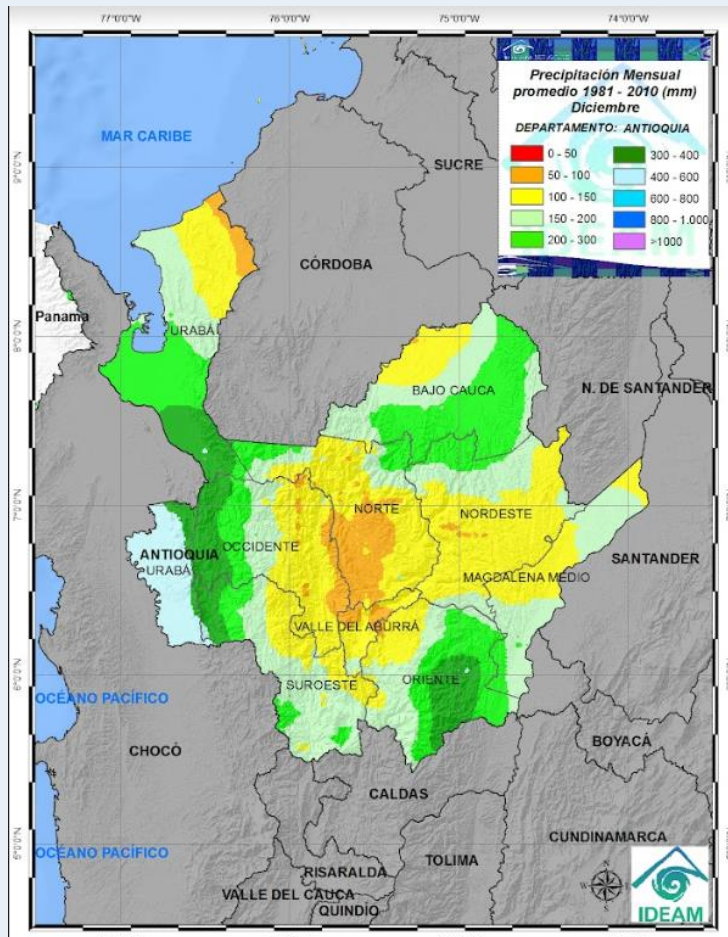 77°0'0"W
76°0'0"W
75°0'0"W
74°0'0"W
Precipitación Mensual
promedio 1981 - 2010 (mm)
Diciembre
DEPARTAMENTO: ANTIOQUIA
0 - 50
50 - 100
100 - 150
150 - 200
200 - 300
300 - 400
400 - 600
600 - 800
800 - 1.000
>1000
IDEAM
MAR CARIBE
SUCRE
CÓRDOBA
Panama
URABÁ
BAJO CAUCA
N. DE SANTANDER
NORTE
NORDESTE
ANTIOQUIA
OCCIDENTE
URABÁ
SANTANDER
MAGDALENA MEDIO
VALLE DEL ABURRÁ
SUROESTE
ORIENTE
OCÉANO PACÍFICO
CHOCÓ
BOYACÁ
CALDAS
CUNDINAMARCA
OCÉANO PACÍFICO
RISARALDA
TOLIMA
VALLE DEL CAUCA
QUINDÍO
N
IDEAM